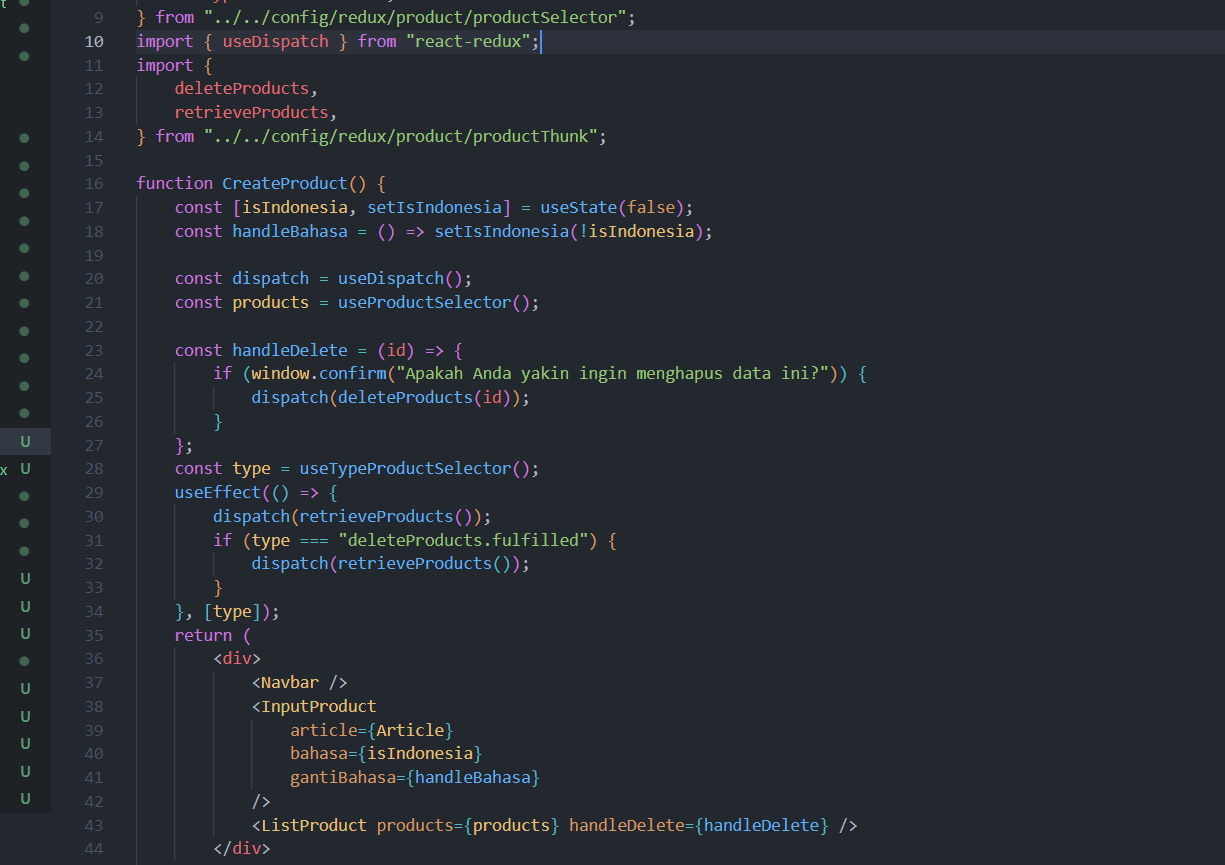 9 } from "../../config/redux/product/productSelector";
10 import { useDispatch } from "react-redux";
11 import {
12 deleteProducts,
13 retrieveProducts,
14 } from "../../config/redux/product/productThunk";
15
16 function CreateProduct() {
17 const [isIndonesia, setIsIndonesia] = useState(false);
18 const handleBahasa = () => setIsIndonesia(!isIndonesia);
19
20 const dispatch = useDispatch();
21 const products = useProductSelector();
22
23 const handleDelete = (id) => {
24 if (window.confirm("Apakah Anda yakin ingin menghapus data ini?")) {
25 dispatch(deleteProducts(id));
26 }
27 };
U 28 const type = useTypeProductSelector();
x U 29 useEffect(() => {
30 dispatch(retrieveProducts());
31 if (type === "deleteProducts.fulfilled") {
32 dispatch(retrieveProducts());
U 33 }
U 34 }, [type]);
U 35 return (
36 <div>
U 37 <Navbar />
U 38 <InputProduct
39 article={Article}
U 40 bahasa={isIndonesia}
U 41 gantiBahasa={handleBahasa}
U 42 />
43 <ListProduct products={products} handleDelete={handleDelete} />
44 </div>